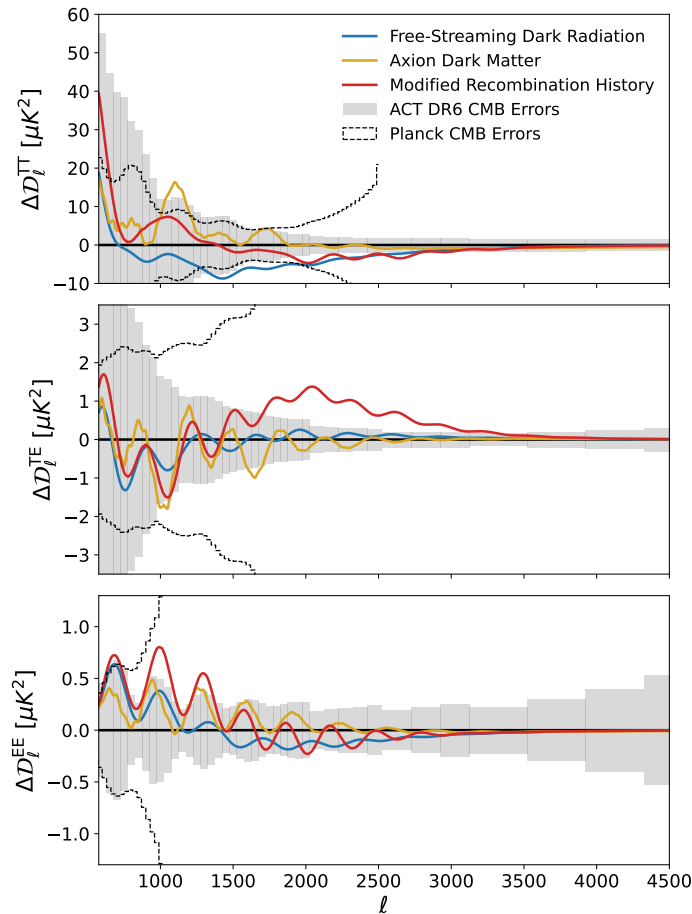 60
50
40
30
20
10
0
−10
ΔD_ℓ^TT [μK²]
Free-Streaming Dark Radiation
Axion Dark Matter
Modified Recombination History
ACT DR6 CMB Errors
Planck CMB Errors
3
2
1
0
−1
−2
−3
ΔD_ℓ^TE [μK²]
1.0
0.5
0.0
−0.5
−1.0
ΔD_ℓ^EE [μK²]
1000 1500 2000 2500 3000 3500 4000 4500
ℓ